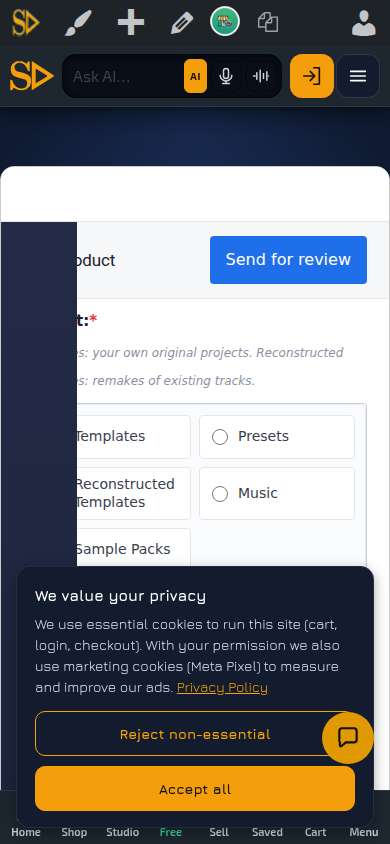 SD
Ask AI...
AI
oduct
Send for review
t:*
s: your own original projects. Reconstructed
s: remakes of existing tracks.
Templates
Presets
Reconstructed
Templates
Music
Sample Packs
We value your privacy
We use essential cookies to run this site (cart,
login, checkout). With your permission we also
use marketing cookies (Meta Pixel) to measure
and improve our ads. Privacy Policy
Reject non-essential
Accept all
Home Shop Studio Free Sell Saved Cart Menu